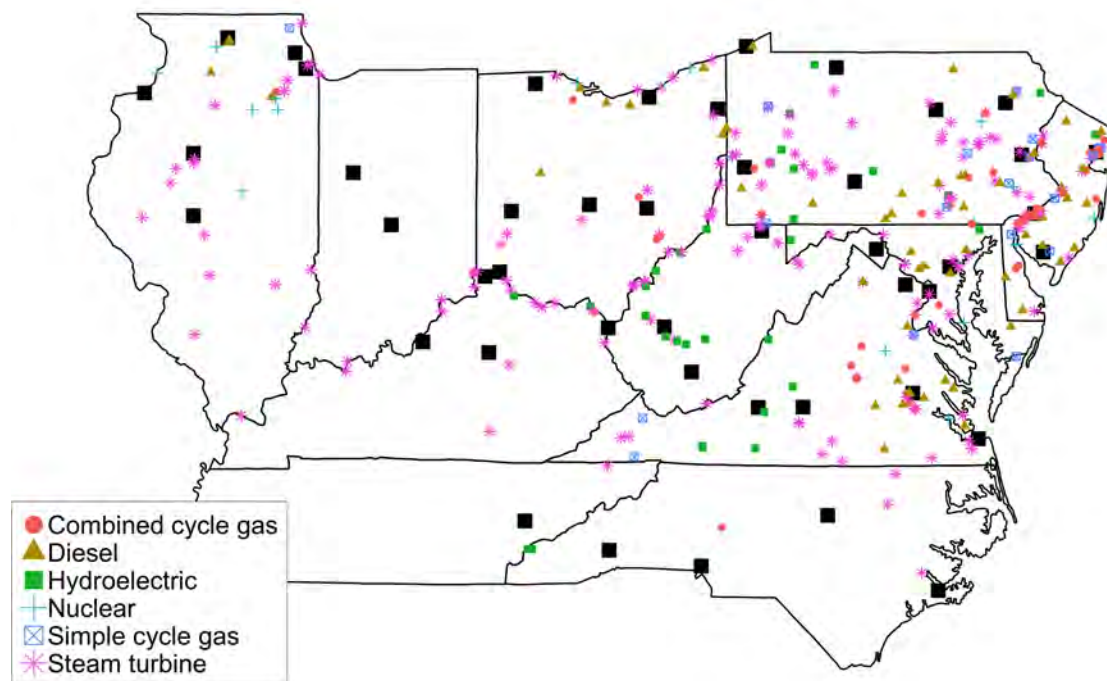 Combined cycle gas
Diesel
Hydroelectric
Nuclear
Simple cycle gas
Steam turbine